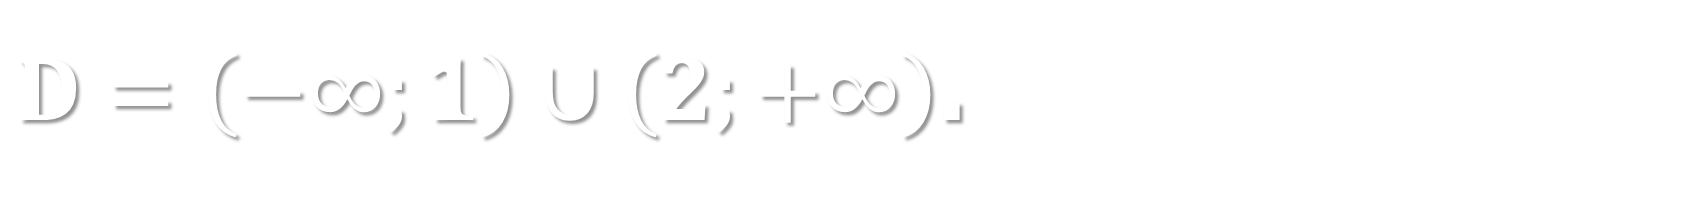 D = (−∞; 1) ∪ (2; +∞).